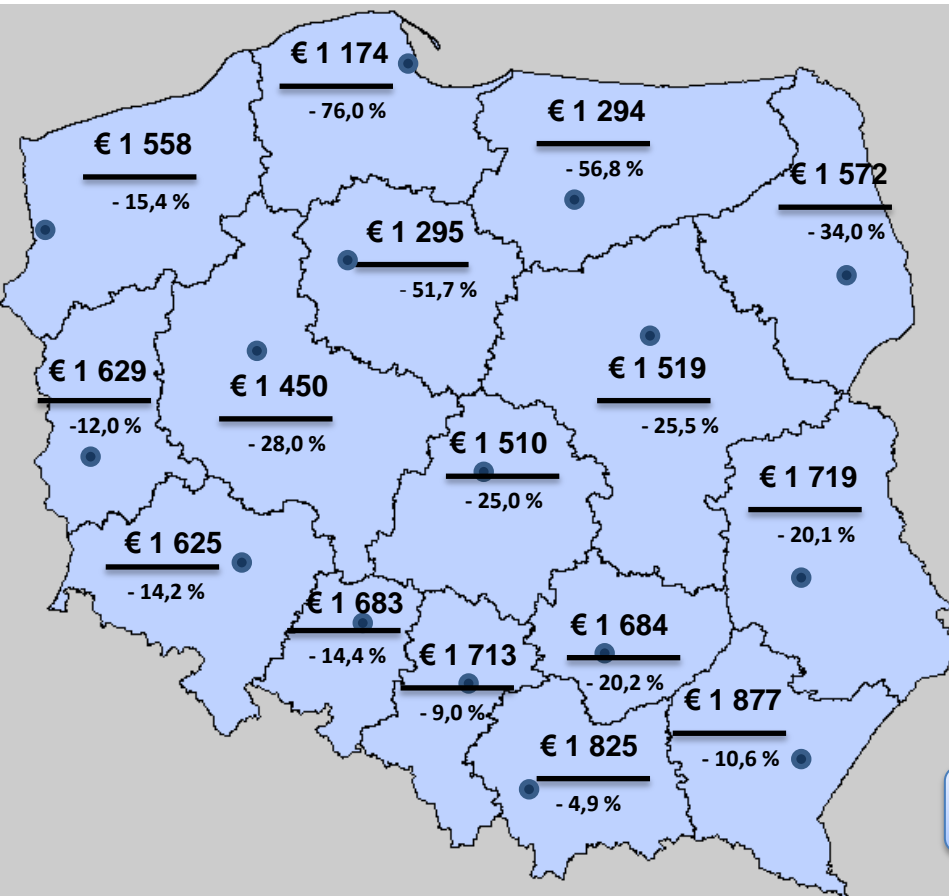 € 1 174
- 76,0 %
€ 1 294
- 56,8 %
€ 1 558
- 15,4 %
€ 1 572
- 34,0 %
€ 1 295
- 51,7 %
€ 1 629
-12,0 %
€ 1 450
- 28,0 %
€ 1 519
- 25,5 %
€ 1 510
- 25,0 %
€ 1 719
- 20,1 %
€ 1 625
- 14,2 %
€ 1 683
- 14,4 %
€ 1 713
- 9,0 %
€ 1 684
- 20,2 %
€ 1 877
- 10,6 %
€ 1 825
- 4,9 %